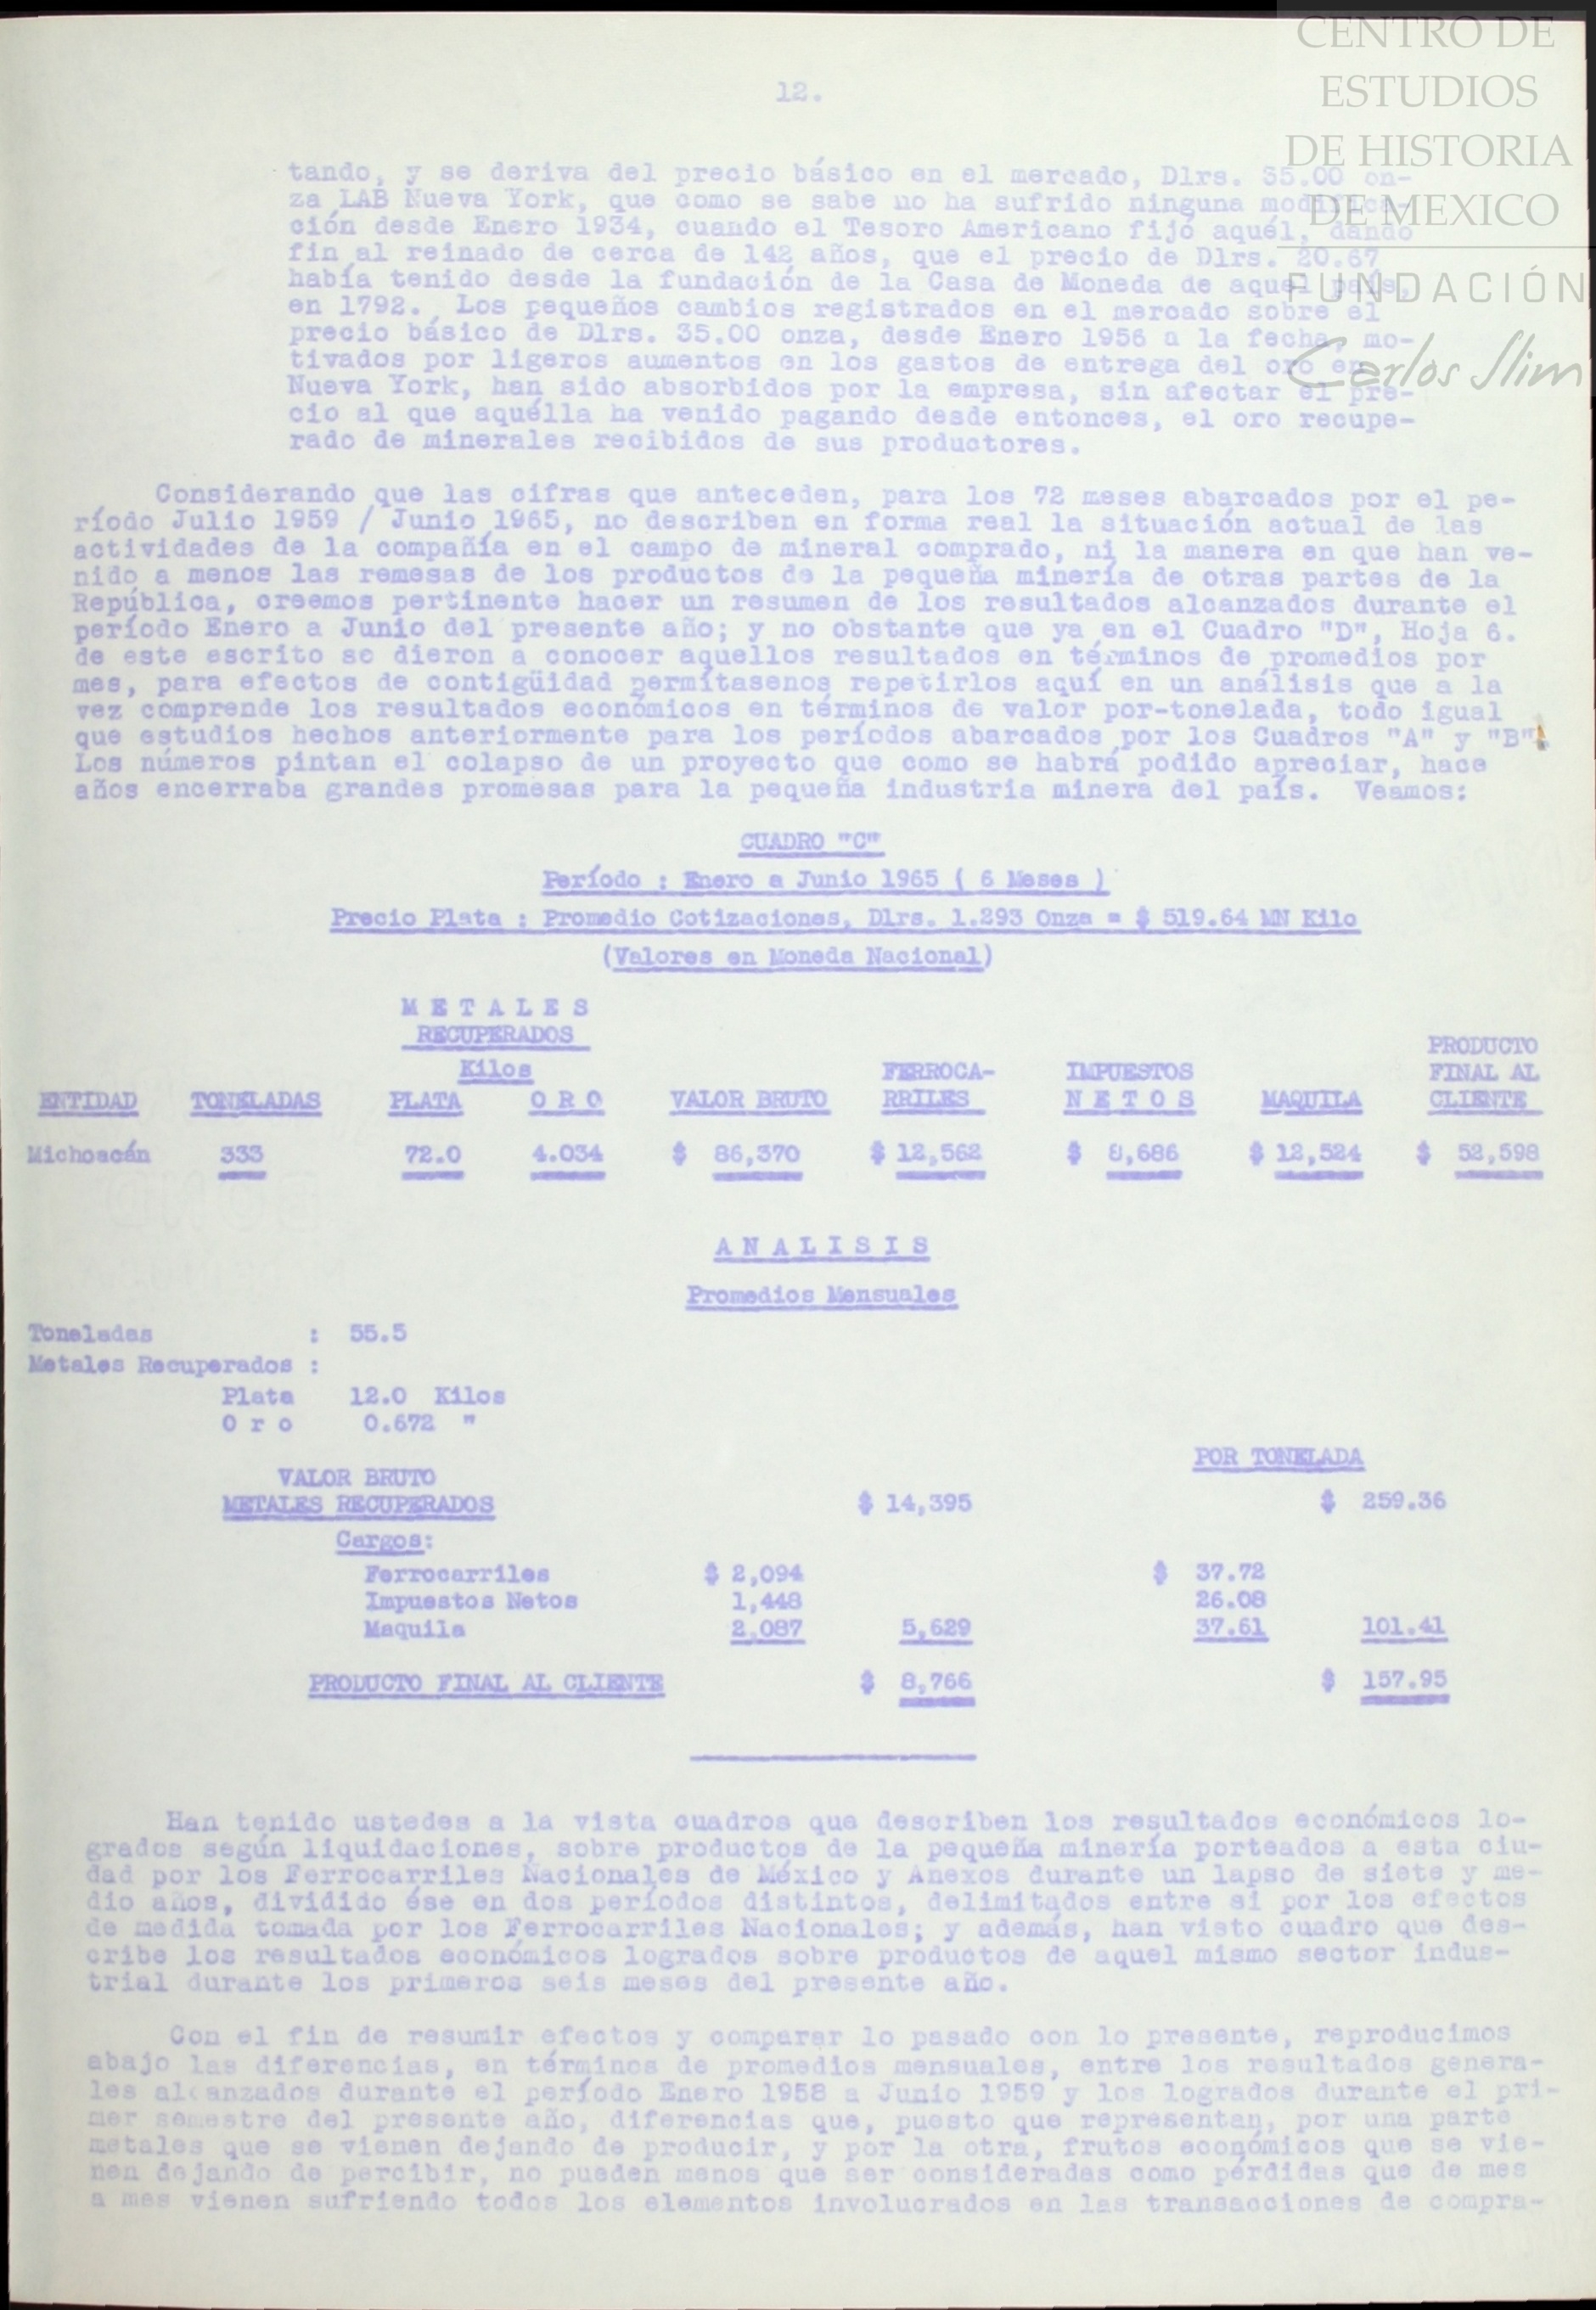 CENTRO DE
ESTUDIOS
DE HISTORIA
DE MEXICO
FUNDACIÓN
Carlos Slim
12.
tando, y se deriva del precio básico en el mercado, Dlrs. 35.00 on-
za LAB Nueva York, que como se sabe no ha sufrido ninguna modifica-
ción desde Enero 1934, cuando el Tesoro Americano fijó aquél, dando
fin al reinado de cerca de 142 años, que el precio de Dlrs. 20.67
había tenido desde la fundación de la Casa de Moneda de aquel país,
en 1792. Los pequeños cambios registrados en el mercado sobre el
precio básico de Dlrs. 35.00 onza, desde Enero 1956 a la fecha, mo-
tivados por ligeros aumentos en los gastos de entrega del oro en
Nueva York, han sido absorbidos por la empresa, sin afectar el pre-
cio al que aquélla ha venido pagando desde entonces, el oro recupe-
rado de minerales recibidos de sus productores.
Considerando que las cifras que anteceden, para los 72 meses abarcados por el pe-
ríodo Julio 1959 / Junio 1965, no describen en forma real la situación actual de las
actividades de la compañía en el campo de mineral comprado, ni la manera en que han ve-
nido a menos las remesas de los productos de la pequeña minería de otras partes de la
República, creemos pertinente hacer un resumen de los resultados alcanzados durante el
período Enero a Junio del presente año; y no obstante que ya en el Cuadro "D", Hoja 6.
de este escrito se dieron a conocer aquellos resultados en términos de promedios por
mes, para efectos de contigüidad permítasenos repetirlos aquí en un análisis que a la
vez comprende los resultados económicos en términos de valor por-tonelada, todo igual
que estudios hechos anteriormente para los períodos abarcados por los Cuadros "A" y "B".
Los números pintan el colapso de un proyecto que como se habrá podido apreciar, hace
años encerraba grandes promesas para la pequeña industria minera del país. Veamos:
CUADRO "C"
Período : Enero a Junio 1965 ( 6 Meses )
Precio Plata : Promedio Cotizaciones, Dlrs. 1.293 Onza = $ 519.64 MN Kilo
(Valores en Moneda Nacional)
M E T A L E S
RECUPERADOS
Kilos
PRODUCTO
FERROCA- IMPUESTOS FINAL AL
ENTIDAD TONELADAS PLATA O R O VALOR BRUTO RRILES N E T O S MAQUILA CLIENTE
Michoacán 333 72.0 4.034 $ 86,370 $ 12,562 $ 8,686 $ 12,524 $ 52,598
A N A L I S I S
Promedios Mensuales
Toneladas : 55.5
Metales Recuperados :
Plata 12.0 Kilos
O r o 0.672 "
POR TONELADA
VALOR BRUTO
METALES RECUPERADOS $ 14,395 $ 259.36
Cargos:
Ferrocarriles $ 2,094 $ 37.72
Impuestos Netos 1,448 26.08
Maquila 2,087 5,629 37.61 101.41
PRODUCTO FINAL AL CLIENTE $ 8,766 $ 157.95
Han tenido ustedes a la vista cuadros que describen los resultados económicos lo-
grados según liquidaciones, sobre productos de la pequeña minería porteados a esta ciu-
dad por los Ferrocarriles Nacionales de México y Anexos durante un lapso de siete y me-
dio años, dividido ése en dos períodos distintos, delimitados entre sí por los efectos
de medida tomada por los Ferrocarriles Nacionales; y además, han visto cuadro que des-
cribe los resultados económicos logrados sobre productos de aquel mismo sector indus-
trial durante los primeros seis meses del presente año.
Con el fin de resumir efectos y comparar lo pasado con lo presente, reproducimos
abajo las diferencias, en términos de promedios mensuales, entre los resultados genera-
les alcanzados durante el período Enero 1958 a Junio 1959 y los logrados durante el pri-
mer semestre del presente año, diferencias que, puesto que representan, por una parte
metales que se vienen dejando de producir, y por la otra, frutos económicos que se vie-
nen dejando de percibir, no pueden menos que ser consideradas como pérdidas que de mes
a mes vienen sufriendo todos los elementos involucrados en las transacciones de compra-